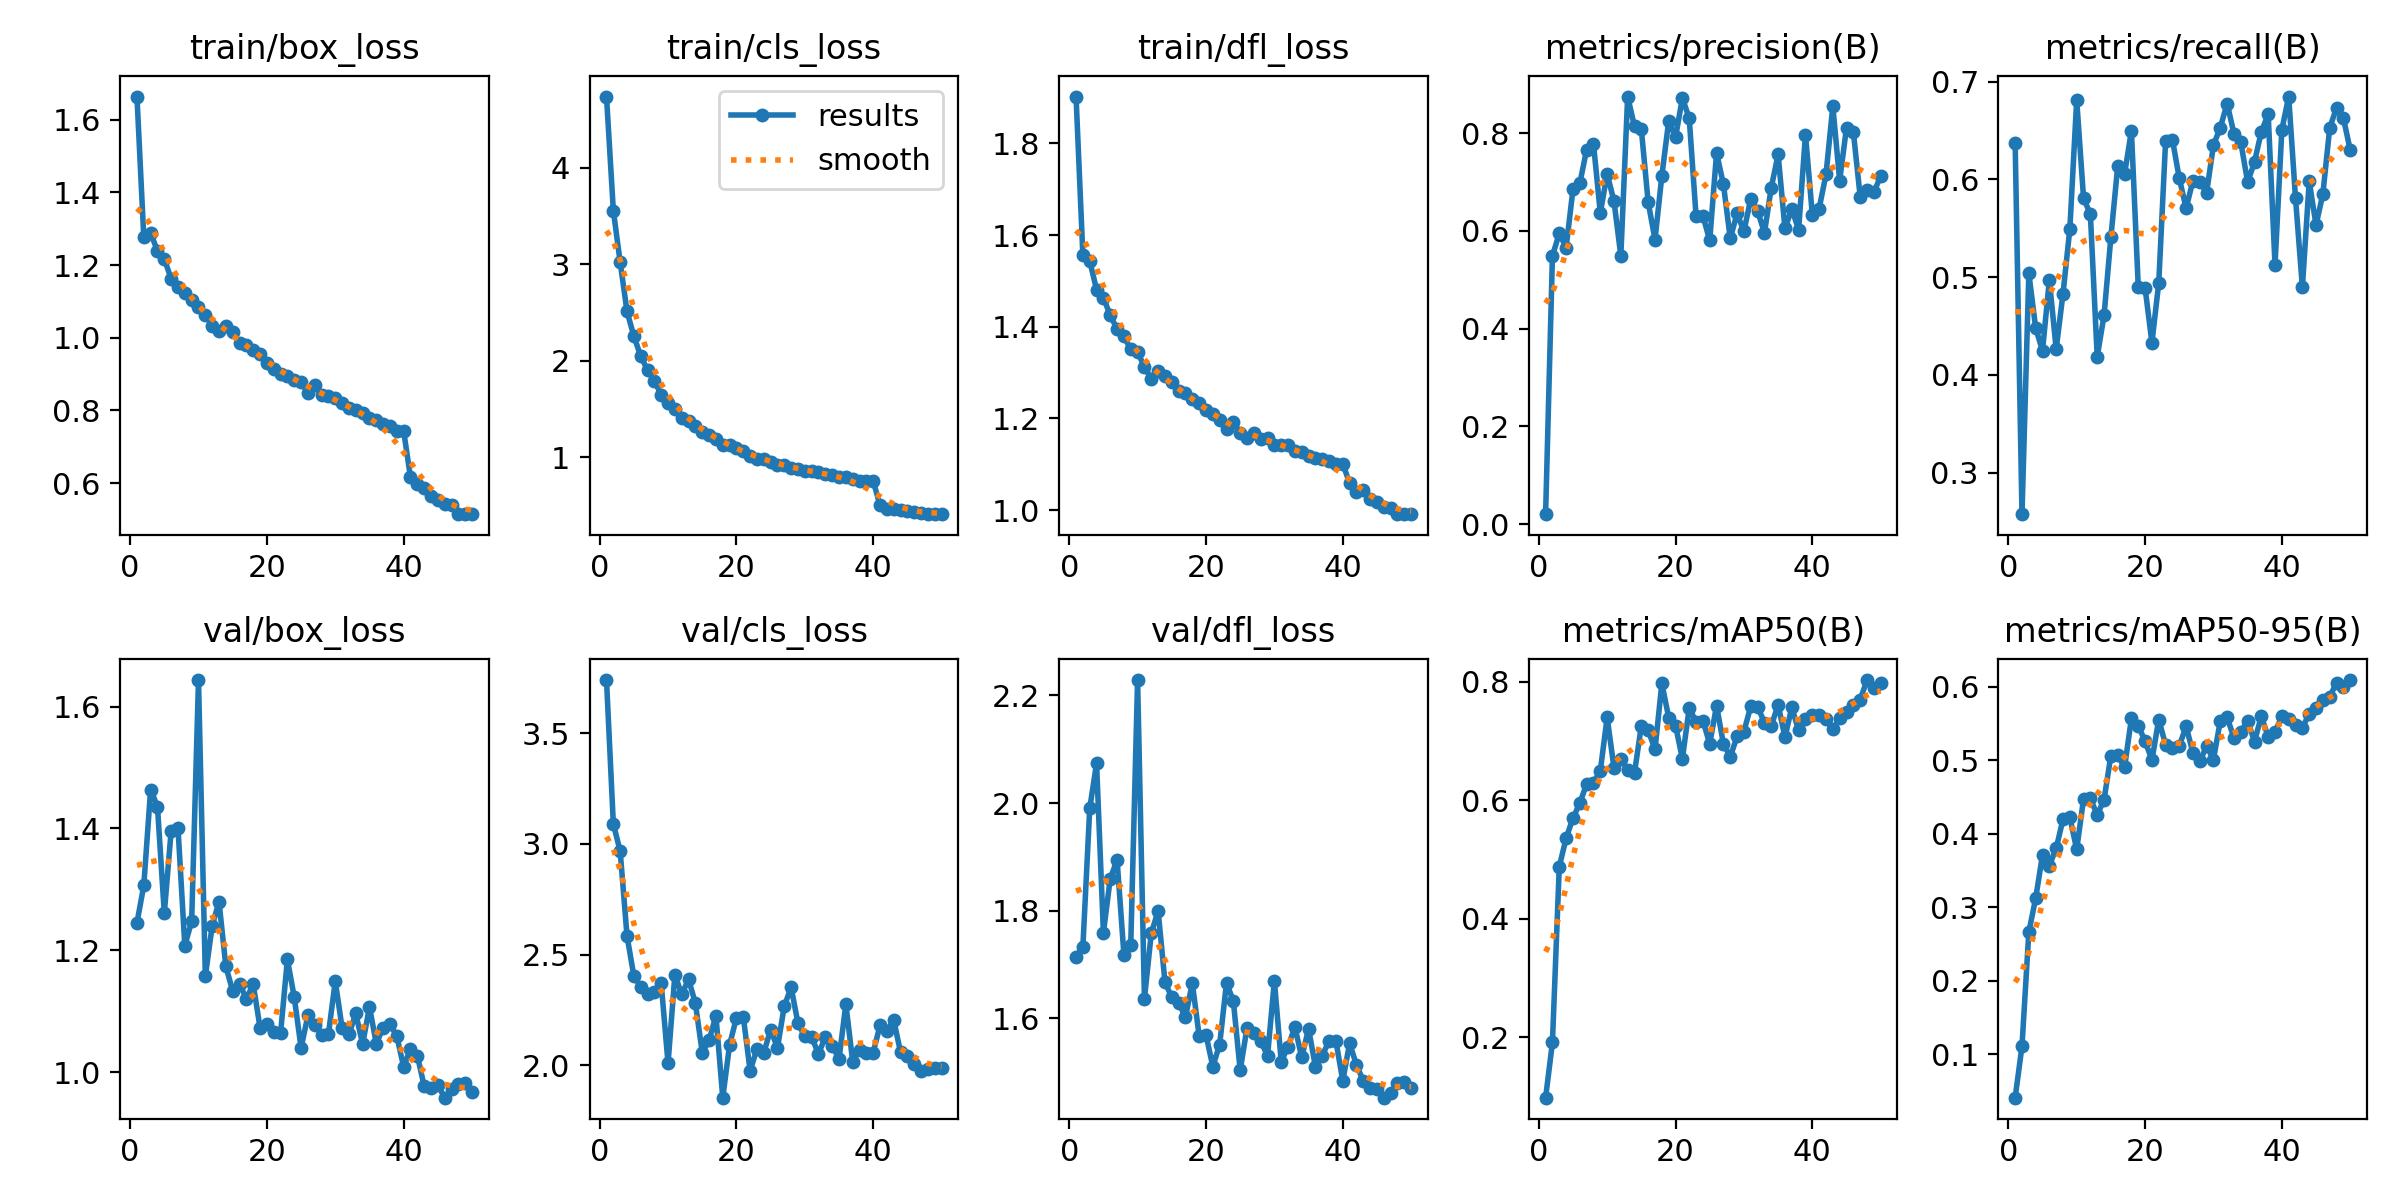 train/box_loss
1.6
1.4
1.2
1.0
0.8
0.6
0 20 40
train/cls_loss
results
smooth
4
3
2
1
0 20 40
train/dfl_loss
1.8
1.6
1.4
1.2
1.0
0 20 40
metrics/precision(B)
0.8
0.6
0.4
0.2
0.0
0 20 40
metrics/recall(B)
0.7
0.6
0.5
0.4
0.3
0 20 40
val/box_loss
1.6
1.4
1.2
1.0
0 20 40
val/cls_loss
3.5
3.0
2.5
2.0
0 20 40
val/dfl_loss
2.2
2.0
1.8
1.6
0 20 40
metrics/mAP50(B)
0.8
0.6
0.4
0.2
0 20 40
metrics/mAP50-95(B)
0.6
0.5
0.4
0.3
0.2
0.1
0 20 40